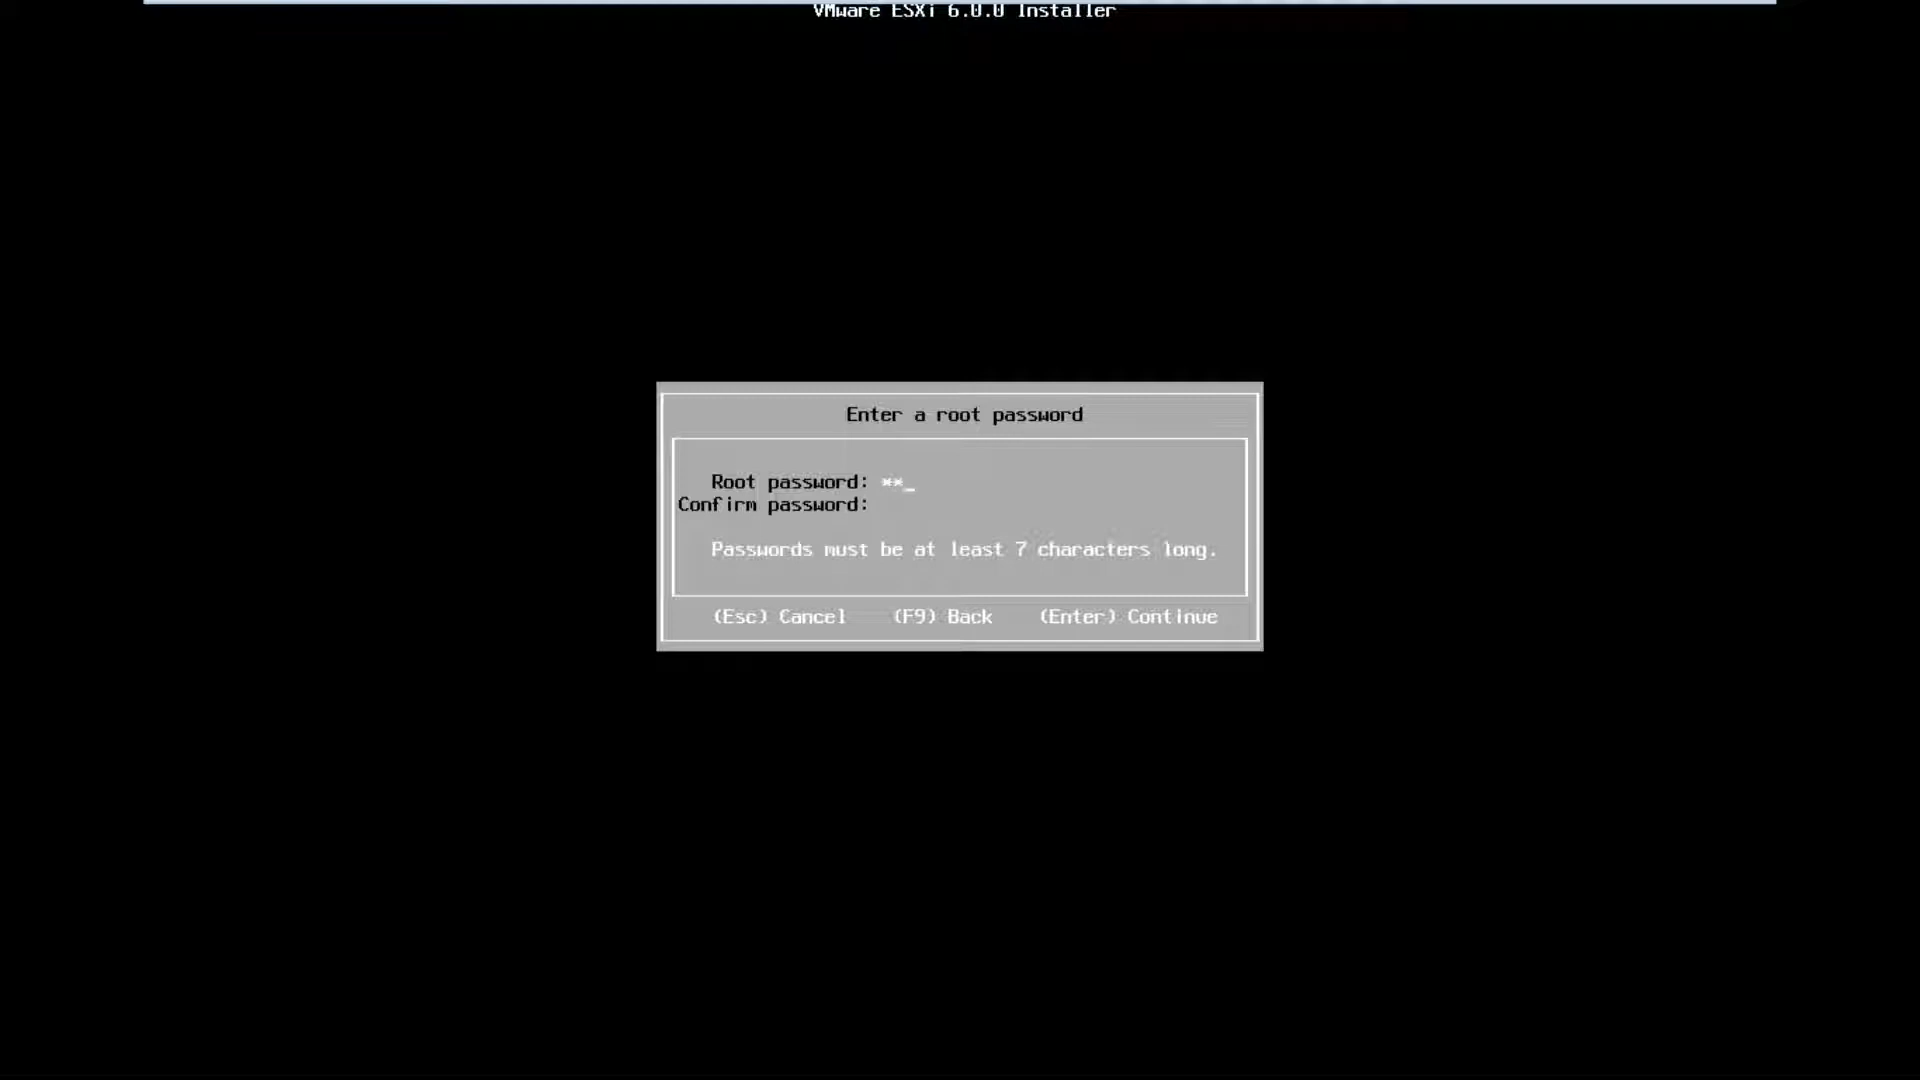 VMware ESXi 6.0.0 Installer
Enter a root password
Root password: **_
Confirm password:
Passwords must be at least 7 characters long.
(Esc) Cancel (F9) Back (Enter) Continue